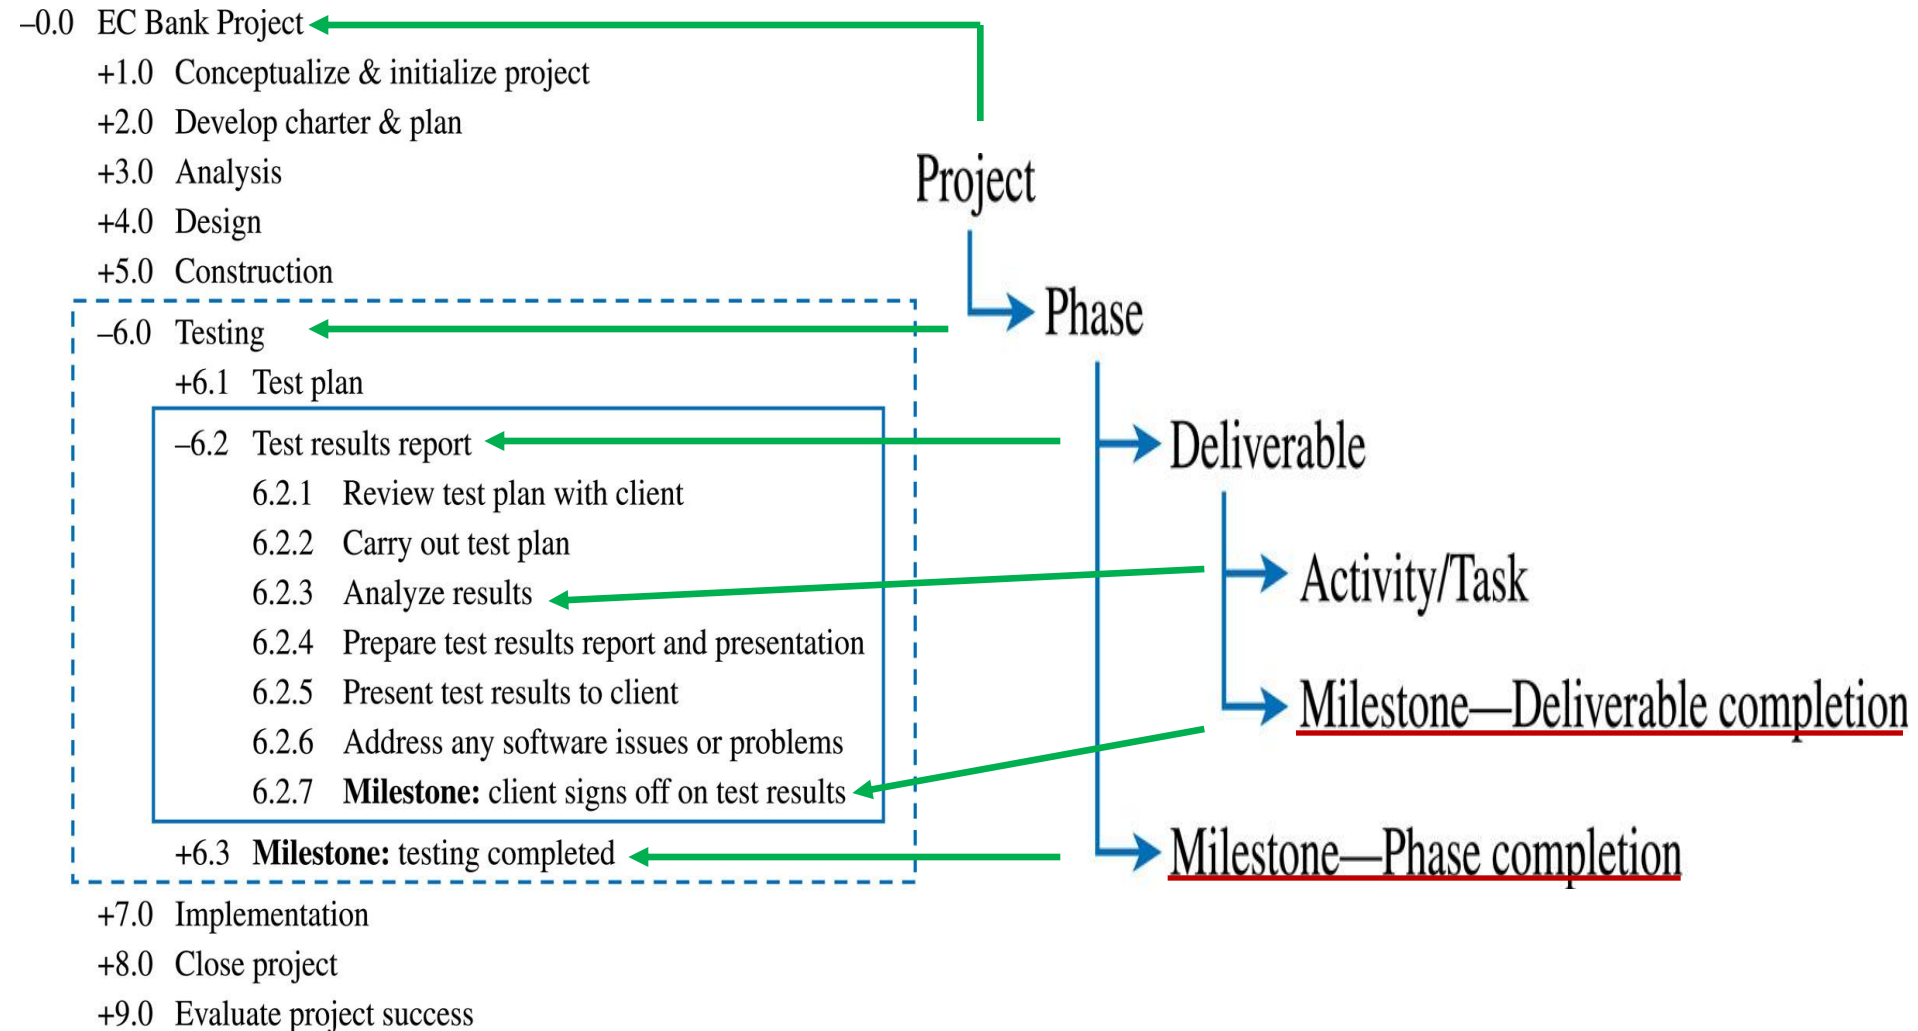 –0.0 EC Bank Project
+1.0 Conceptualize & initialize project
+2.0 Develop charter & plan
+3.0 Analysis
+4.0 Design
+5.0 Construction
–6.0 Testing
+6.1 Test plan
–6.2 Test results report
6.2.1 Review test plan with client
6.2.2 Carry out test plan
6.2.3 Analyze results
6.2.4 Prepare test results report and presentation
6.2.5 Present test results to client
6.2.6 Address any software issues or problems
6.2.7 Milestone: client signs off on test results
+6.3 Milestone: testing completed
+7.0 Implementation
+8.0 Close project
+9.0 Evaluate project success
Project
Phase
Deliverable
Activity/Task
Milestone—Deliverable completion
Milestone—Phase completion